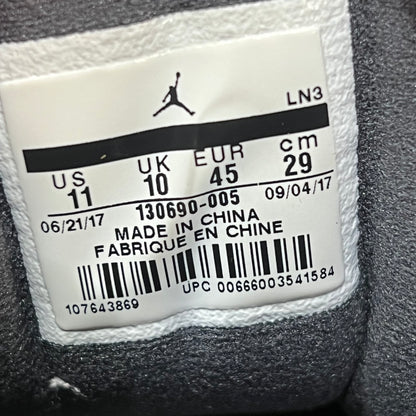 LN3
US UK EUR cm
11 10 45 29
06/21/17 130690-005 09/04/17
MADE IN CHINA
FABRIQUE EN CHINE
107643869 UPC 00666003541584